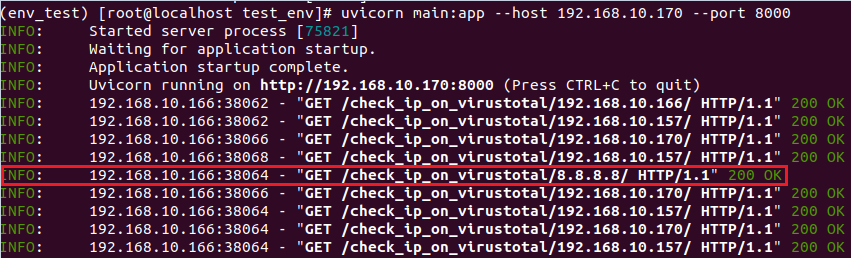 (env_test) [root@localhost test_env]# uvicorn main:app --host 192.168.10.170 --port 8000
INFO:     Started server process [75821]
INFO:     Waiting for application startup.
INFO:     Application startup complete.
INFO:     Uvicorn running on http://192.168.10.170:8000 (Press CTRL+C to quit)
INFO:     192.168.10.166:38062 - "GET /check_ip_on_virustotal/192.168.10.166/ HTTP/1.1" 200 OK
INFO:     192.168.10.166:38062 - "GET /check_ip_on_virustotal/192.168.10.157/ HTTP/1.1" 200 OK
INFO:     192.168.10.166:38066 - "GET /check_ip_on_virustotal/192.168.10.170/ HTTP/1.1" 200 OK
INFO:     192.168.10.166:38068 - "GET /check_ip_on_virustotal/192.168.10.157/ HTTP/1.1" 200 OK
INFO:     192.168.10.166:38064 - "GET /check_ip_on_virustotal/8.8.8.8/ HTTP/1.1" 200 OK
INFO:     192.168.10.166:38066 - "GET /check_ip_on_virustotal/192.168.10.170/ HTTP/1.1" 200 OK
INFO:     192.168.10.166:38064 - "GET /check_ip_on_virustotal/192.168.10.157/ HTTP/1.1" 200 OK
INFO:     192.168.10.166:38064 - "GET /check_ip_on_virustotal/192.168.10.170/ HTTP/1.1" 200 OK
INFO:     192.168.10.166:38064 - "GET /check_ip_on_virustotal/192.168.10.157/ HTTP/1.1" 200 OK